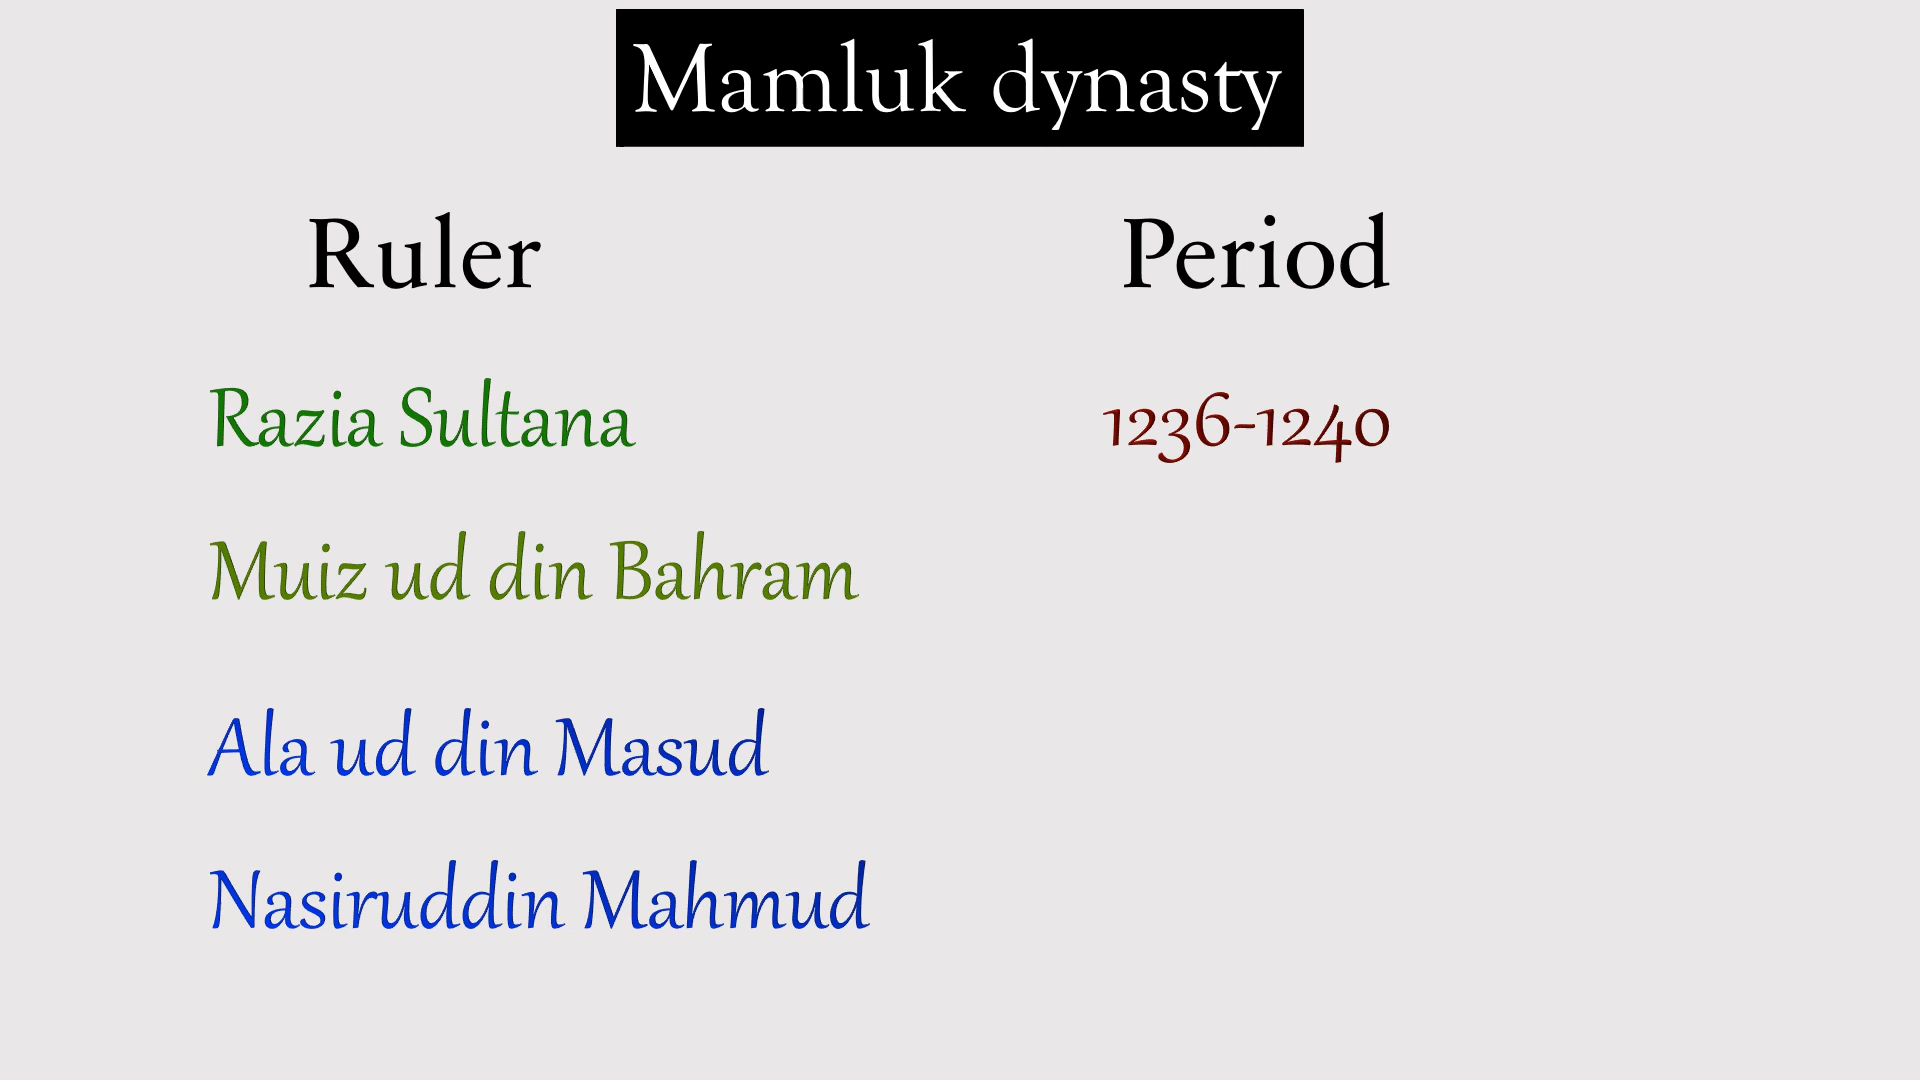 Mamluk dynasty
Ruler Period
Razia Sultana 1236-1240
Muiz ud din Bahram
Ala ud din Masud
Nasiruddin Mahmud